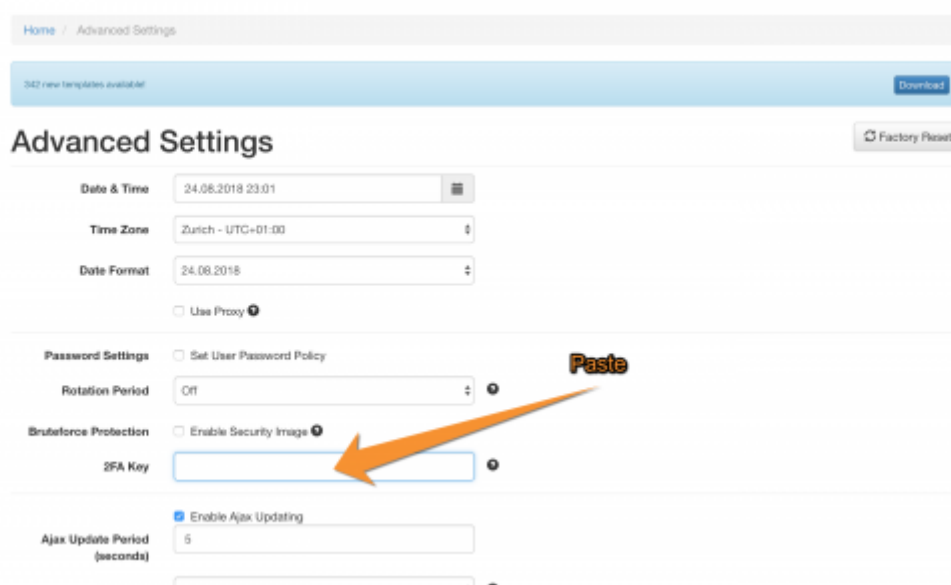 Home / Advanced Settings
342 new templates available!
Download
Advanced Settings
Factory Reset
Date & Time 24.08.2018 23:01
Time Zone Zurich - UTC+01:00
Date Format 24.08.2018
Use Proxy
Password Settings Set User Password Policy
Paste
Rotation Period Off
Bruteforce Protection Enable Security Image
2FA Key
Enable Ajax Updating
Ajax Update Period 5
(seconds)